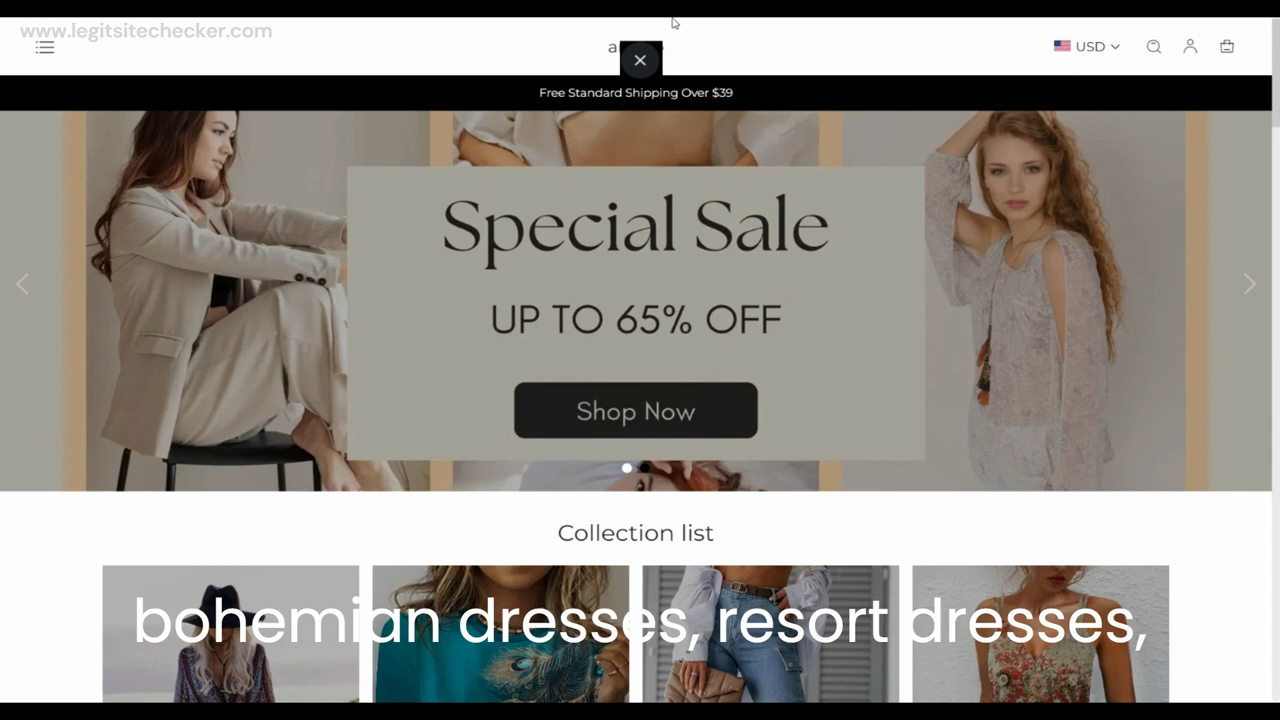 www.legitsitechecker.com
USD
Free Standard Shipping Over $39
Special Sale
UP TO 65% OFF
Shop Now
Collection list
bohemian dresses, resort dresses,